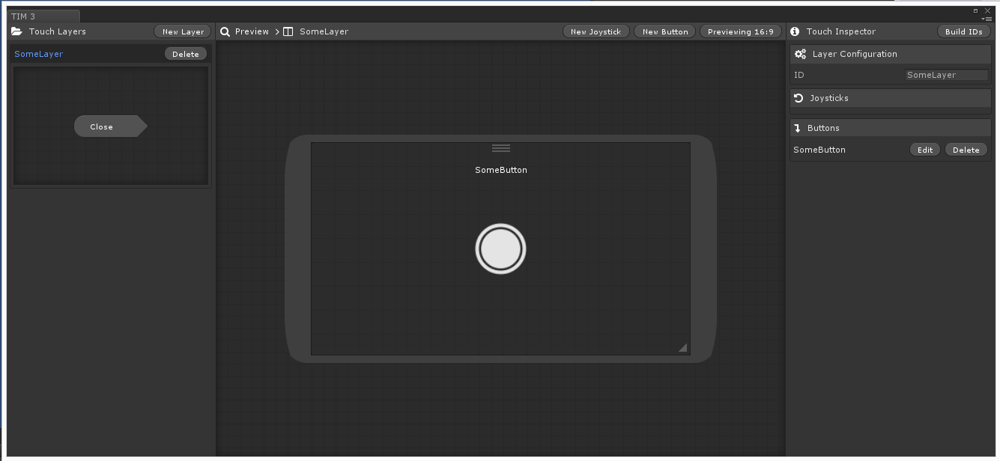 TIM 3
Touch Layers
New Layer
Preview
SomeLayer
New Joystick
New Button
Previewing 16:9
Touch Inspector
Build IDs
SomeLayer
Delete
Close
SomeButton
Layer Configuration
ID
SomeLayer
Joysticks
Buttons
SomeButton
Edit
Delete